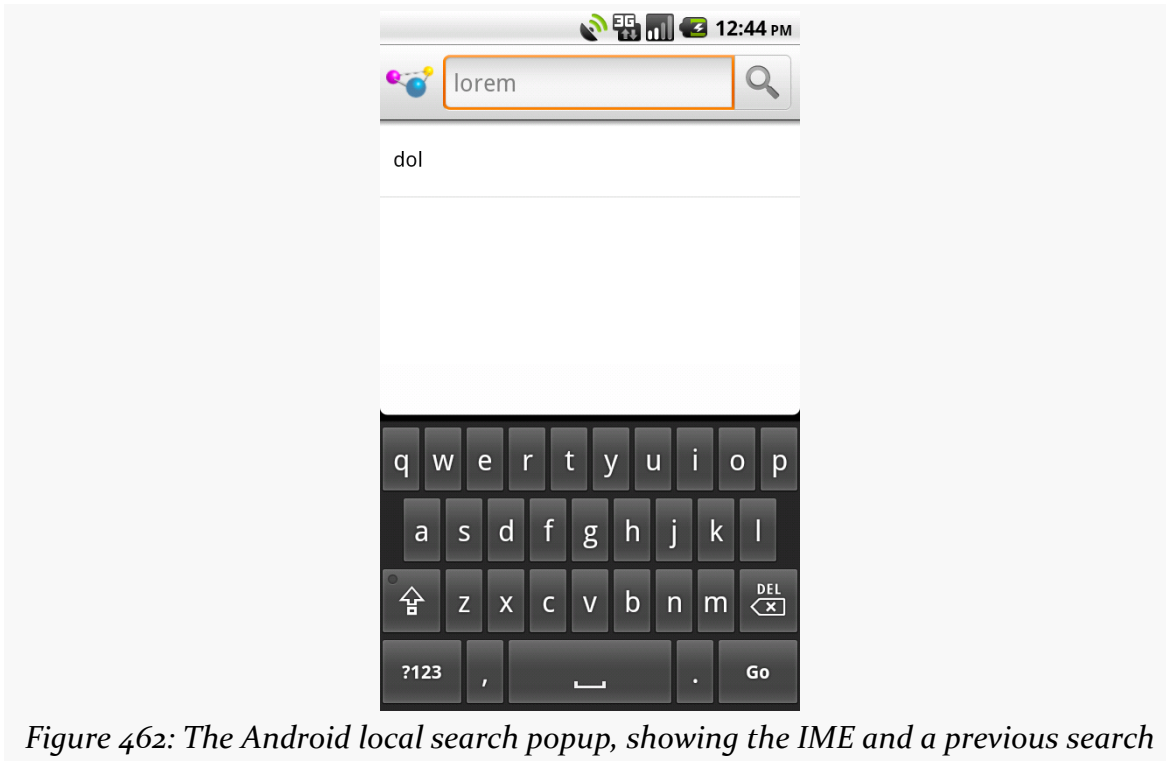 3G 12:44 PM
lorem
dol
q w e r t y u i o p
a s d f g h j k l
z x c v b n m DEL
?123 , . Go
Figure 462: The Android local search popup, showing the IME and a previous search